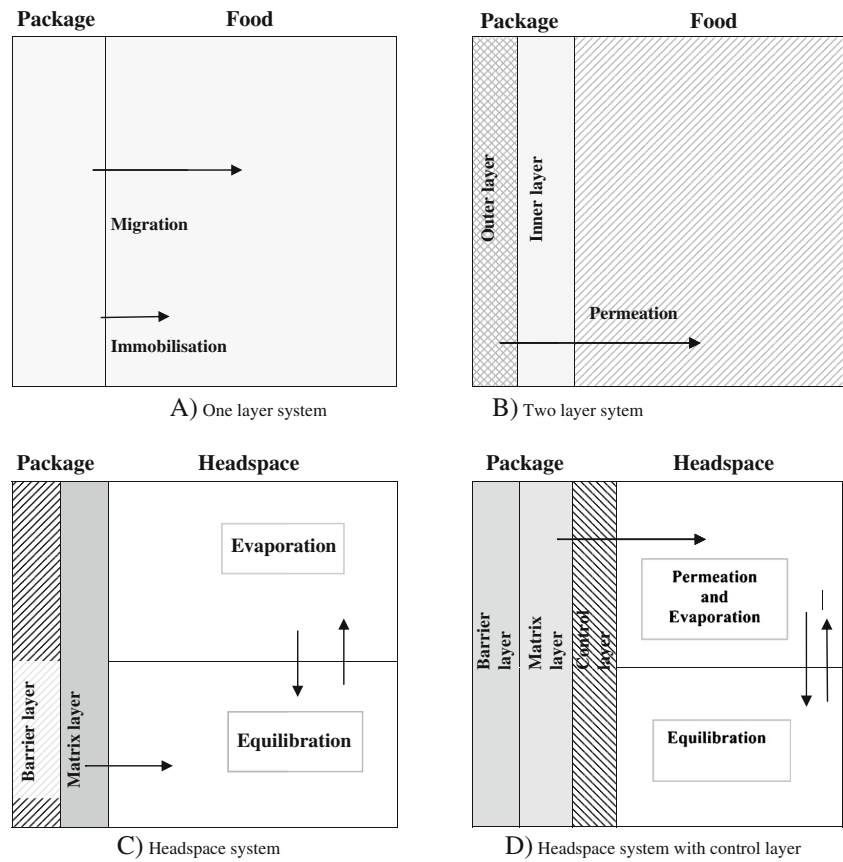 Package Food
Migration
Immobilisation
A) One layer system
Package Food
Outer layer
Inner layer
Permeation
B) Two layer sytem
Package Headspace
Barrier layer
Matrix layer
Evaporation
Equilibration
C) Headspace system
Package Headspace
Barrier
layer
Matrix
layer
Control
layer
Permeation
and
Evaporation
Equilibration
D) Headspace system with control layer